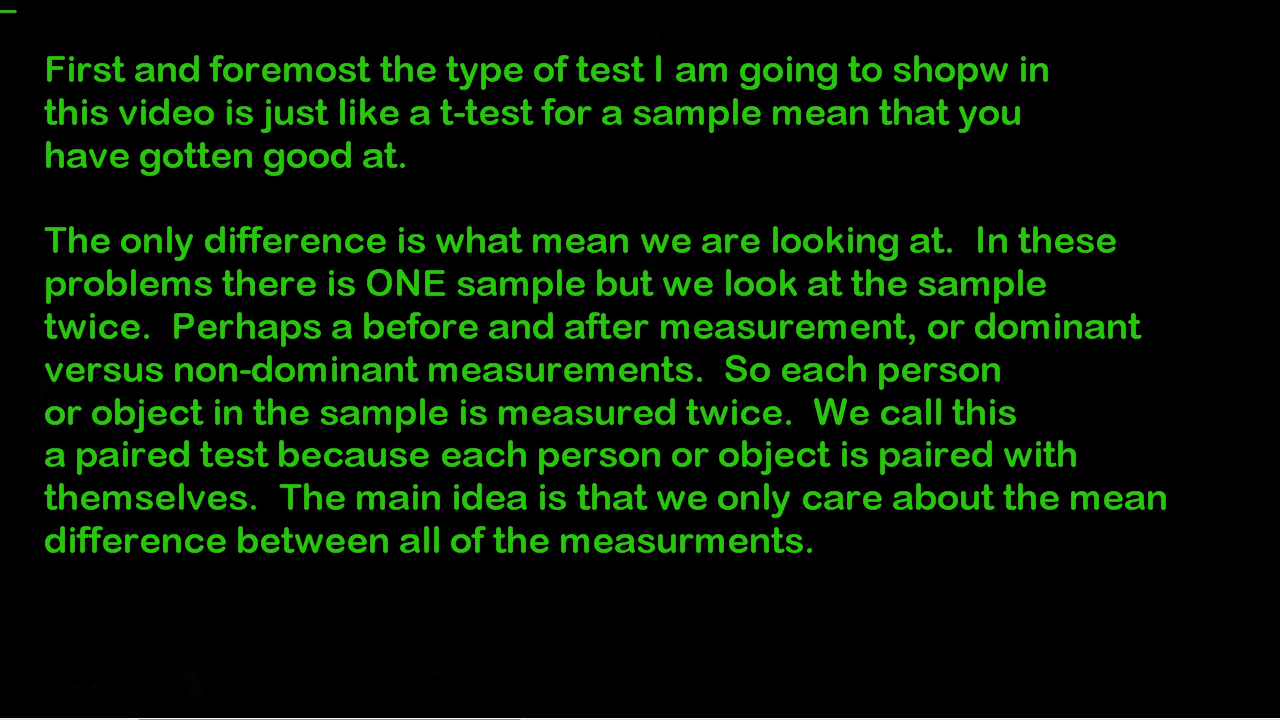 First and foremost the type of test I am going to shopw in
this video is just like a t-test for a sample mean that you
have gotten good at.
The only difference is what mean we are looking at.  In these
problems there is ONE sample but we look at the sample
twice.  Perhaps a before and after measurement, or dominant
versus non-dominant measurements.  So each person
or object in the sample is measured twice.  We call this
a paired test because each person or object is paired with
themselves.  The main idea is that we only care about the mean
difference between all of the measurments.